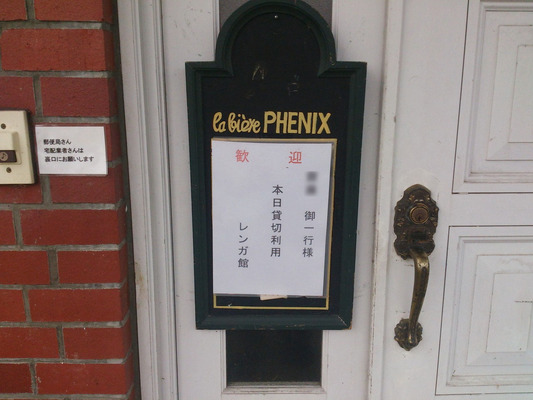 la bière PHENIX
歓迎
御一行様
本日貸切利用
レンガ館
郵便局さん
宅配業者さんは
裏口にお願いします